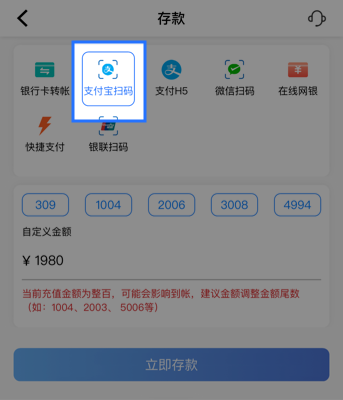 存款
银行卡转帐 支付宝扫码 支付H5 微信扫码 在线网银
快捷支付 银联扫码
309 1004 2006 3008 4994
自定义金额
¥ 1980
当前充值金额为整百，可能会影响到帐，建议金额调整金额尾数
（如：1004、2003、 5006等）
立即存款